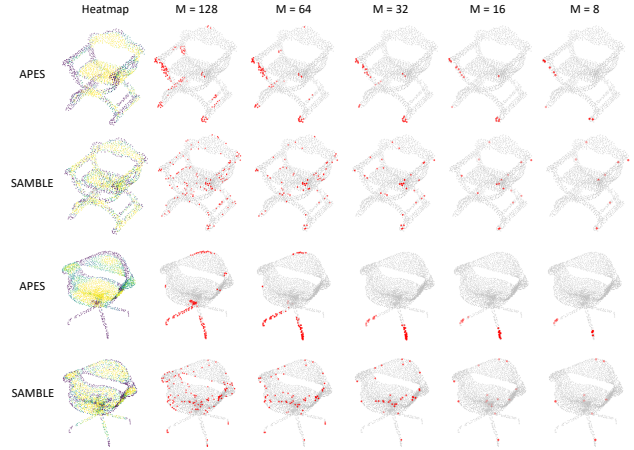 Heatmap M = 128 M = 64 M = 32 M = 16 M = 8
APES
SAMBLE
APES
SAMBLE